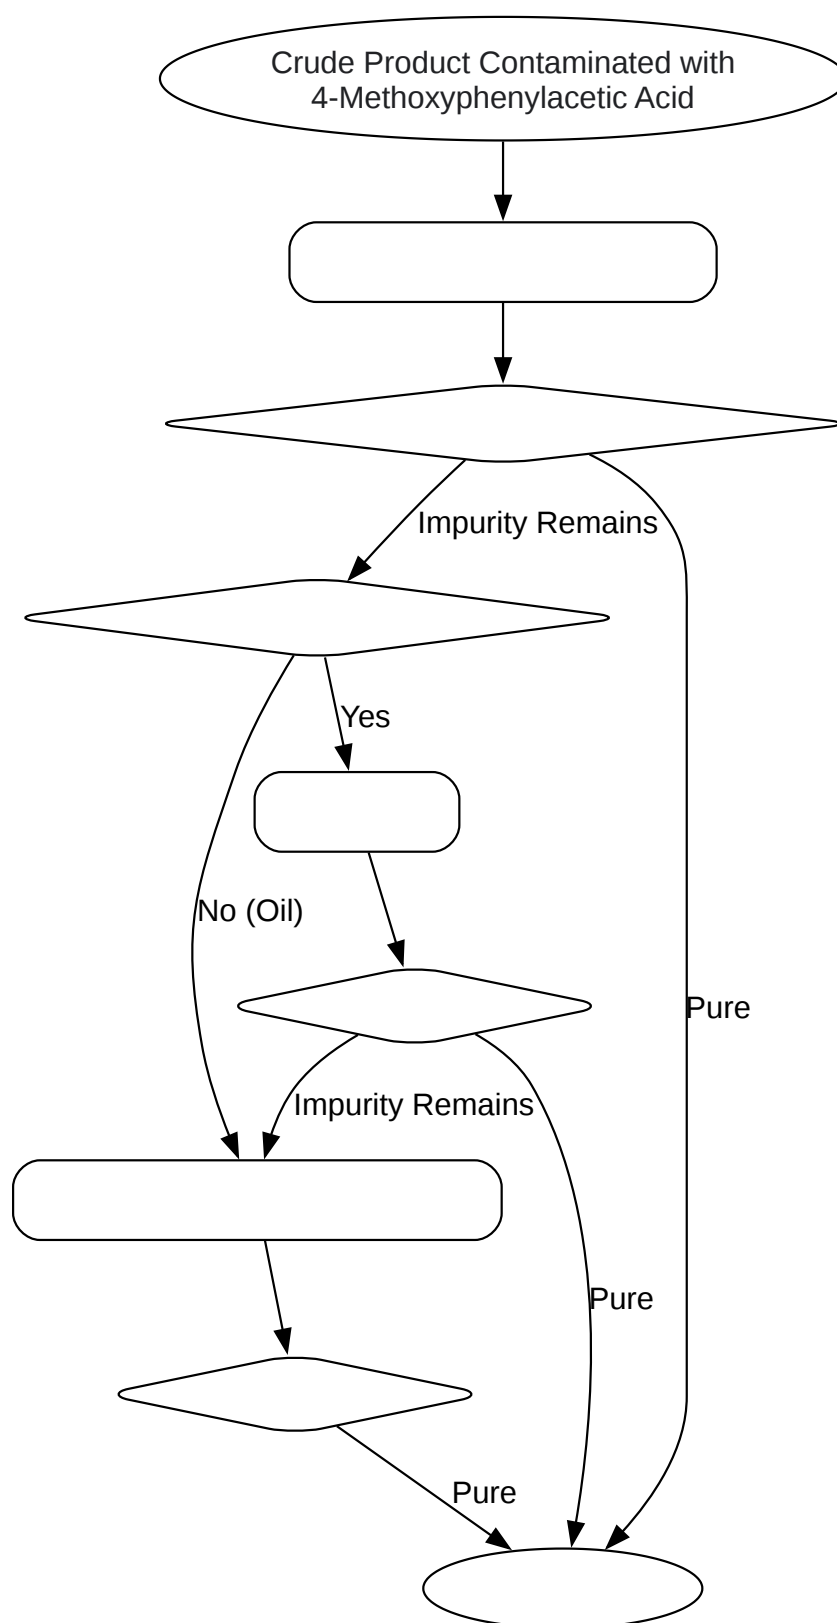 Crude Product Contaminated with
4-Methoxyphenylacetic Acid
Impurity Remains
Yes
No (Oil)
Pure
Impurity Remains
Pure
Pure